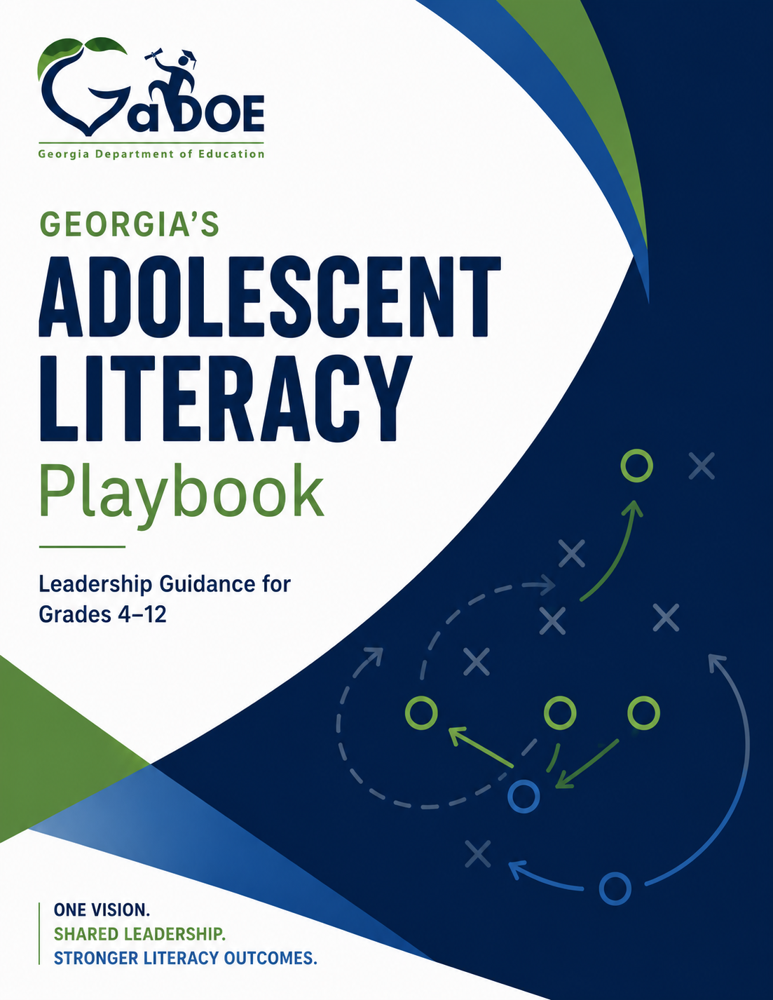 GaDOE
Georgia Department of Education
GEORGIA’S
ADOLESCENT
LITERACY
Playbook
Leadership Guidance for
Grades 4–12
ONE VISION.
SHARED LEADERSHIP.
STRONGER LITERACY OUTCOMES.